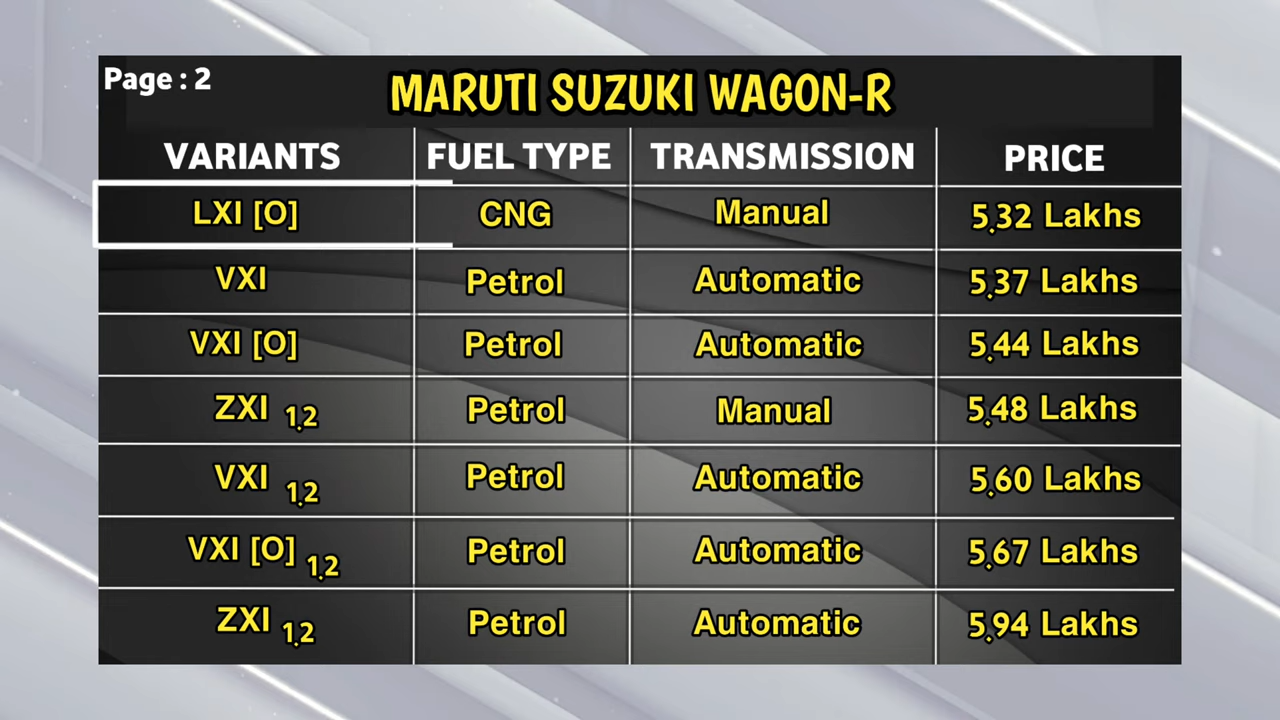 Page : 2
MARUTI SUZUKI WAGON-R
VARIANTS FUEL TYPE TRANSMISSION PRICE
LXI [O] CNG Manual 5.32 Lakhs
VXI Petrol Automatic 5.37 Lakhs
VXI [O] Petrol Automatic 5.44 Lakhs
ZXI 1.2 Petrol Manual 5.48 Lakhs
VXI 1.2 Petrol Automatic 5.60 Lakhs
VXI [O] 1.2 Petrol Automatic 5.67 Lakhs
ZXI 1.2 Petrol Automatic 5.94 Lakhs